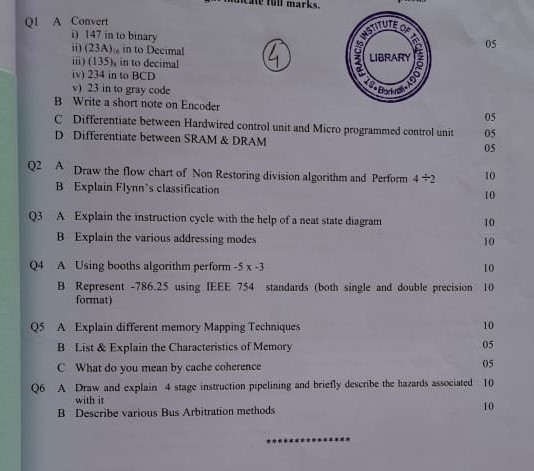 full marks.
Q1 A Convert
i) 147 in to binary
ii) (23A)₁₆ in to Decimal
iii) (135)₈ in to decimal
iv) 234 in to BCD
v) 23 in to gray code
05
4
ST. FRANCIS INSTITUTE OF TECHNOLOGY
LIBRARY
Borivali
B Write a short note on Encoder 05
C Differentiate between Hardwired control unit and Micro programmed control unit 05
D Differentiate between SRAM & DRAM 05
Q2 A Draw the flow chart of Non Restoring division algorithm and Perform 4 ÷2 10
B Explain Flynn's classification 10
Q3 A Explain the instruction cycle with the help of a neat state diagram 10
B Explain the various addressing modes 10
Q4 A Using booths algorithm perform -5 x -3 10
B Represent -786.25 using IEEE 754 standards (both single and double precision 10
format)
Q5 A Explain different memory Mapping Techniques 10
B List & Explain the Characteristics of Memory 05
C What do you mean by cache coherence 05
Q6 A Draw and explain 4 stage instruction pipelining and briefly describe the hazards associated 10
with it
B Describe various Bus Arbitration methods 10
***************